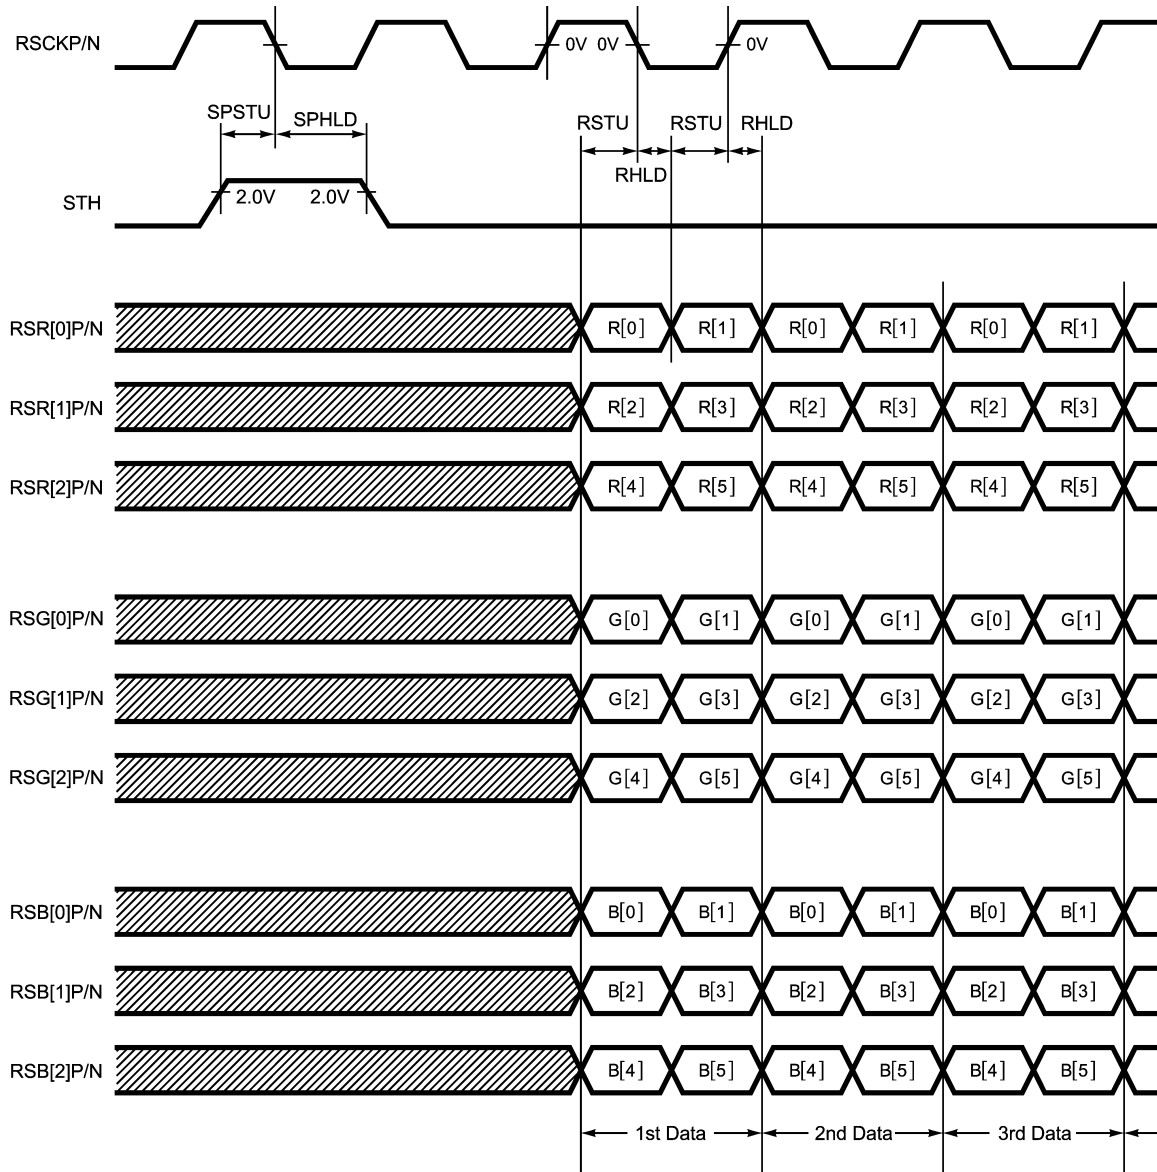 RSCKP/N 0V 0V 0V
SPSTU SPHLD RSTU RSTU RHLD
RHLD
STH 2.0V 2.0V
RSR[0]P/N R[0] R[1] R[0] R[1] R[0] R[1]
RSR[1]P/N R[2] R[3] R[2] R[3] R[2] R[3]
RSR[2]P/N R[4] R[5] R[4] R[5] R[4] R[5]
RSG[0]P/N G[0] G[1] G[0] G[1] G[0] G[1]
RSG[1]P/N G[2] G[3] G[2] G[3] G[2] G[3]
RSG[2]P/N G[4] G[5] G[4] G[5] G[4] G[5]
RSB[0]P/N B[0] B[1] B[0] B[1] B[0] B[1]
RSB[1]P/N B[2] B[3] B[2] B[3] B[2] B[3]
RSB[2]P/N B[4] B[5] B[4] B[5] B[4] B[5]
1st Data 2nd Data 3rd Data